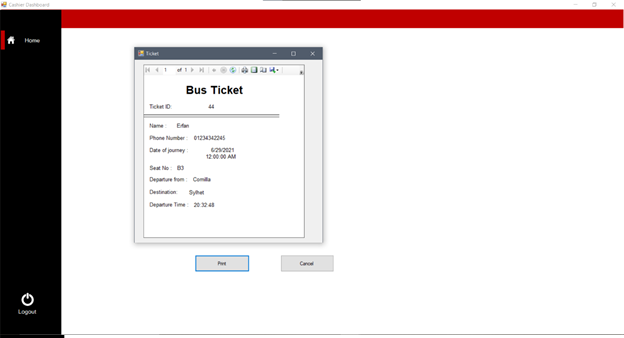 Cashier Dashboard
Home
Ticket
1 of 1
Bus Ticket
Ticket ID: 44
Name : Erfan
Phone Number : 01234342245
Date of journey : 6/29/2021
12:00:00 AM
Seat No : B3
Departure from : Comilla
Destination: Sylhet
Departure Time : 20:32:48
Print
Cancel
Logout